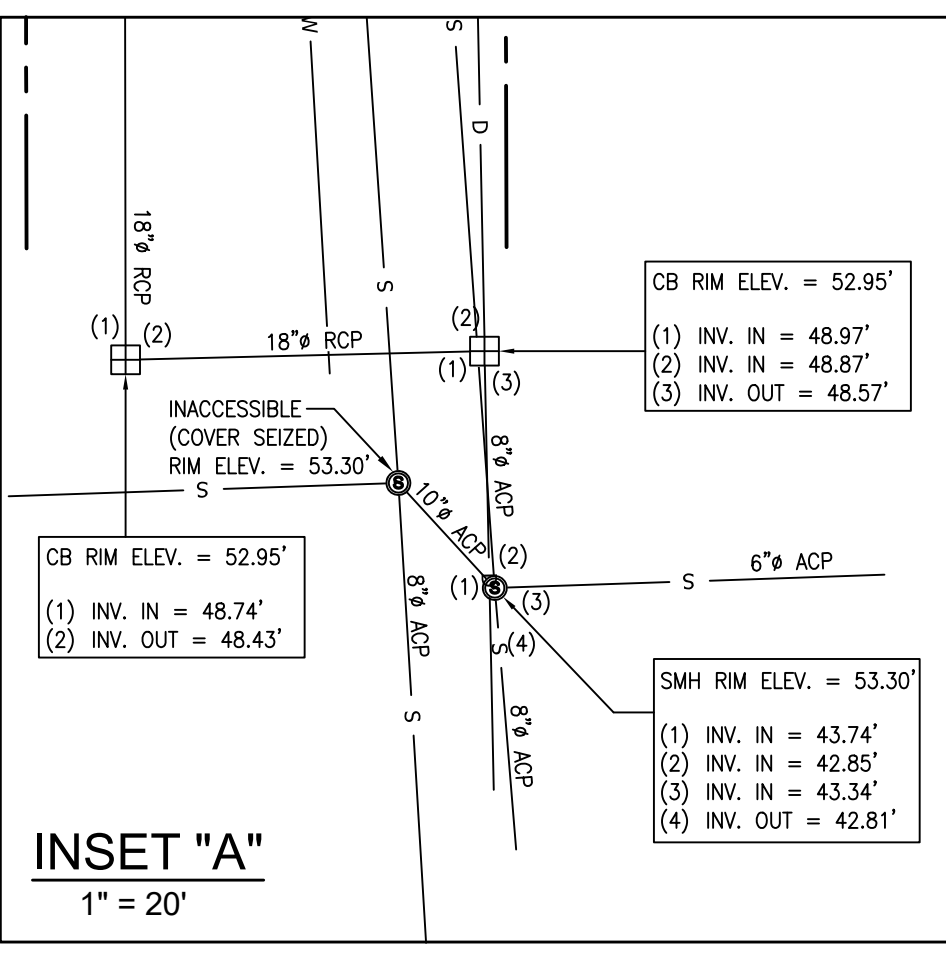 W
S
D
18"ø RCP
S
(1) (2)
18"ø RCP
(2)
(1)
(3)
CB RIM ELEV. = 52.95'
(1) INV. IN = 48.97'
(2) INV. IN = 48.87'
(3) INV. OUT = 48.57'
INACCESSIBLE
(COVER SEIZED)
RIM ELEV. = 53.30'
S
S
10"ø ACP
8"ø ACP
CB RIM ELEV. = 52.95'
(1) INV. IN = 48.74'
(2) INV. OUT = 48.43'
8"ø ACP
(1)
S
(2)
(3)
S
6"ø ACP
S
(4)
S
8"ø ACP
SMH RIM ELEV. = 53.30'
(1) INV. IN = 43.74'
(2) INV. IN = 42.85'
(3) INV. IN = 43.34'
(4) INV. OUT = 42.81'
INSET "A"
1" = 20'